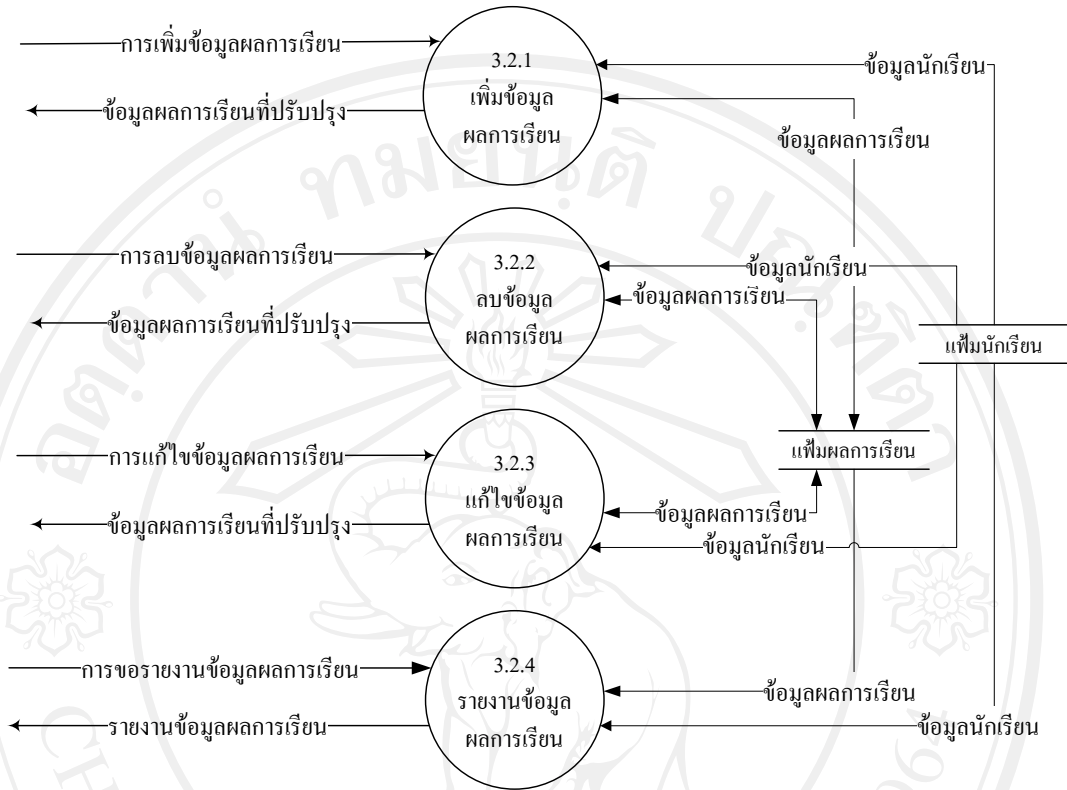 การเพิ่มข้อมูลผลการเรียน
ข้อมูลผลการเรียนที่ปรับปรุง
3.2.1
เพิ่มข้อมูล
ผลการเรียน
ข้อมูลนักเรียน
ข้อมูลผลการเรียน
การลบข้อมูลผลการเรียน
ข้อมูลผลการเรียนที่ปรับปรุง
3.2.2
ลบข้อมูล
ผลการเรียน
ข้อมูลนักเรียน
ข้อมูลผลการเรียน
แฟ้มนักเรียน
แฟ้มผลการเรียน
การแก้ไขข้อมูลผลการเรียน
ข้อมูลผลการเรียนที่ปรับปรุง
3.2.3
แก้ไขข้อมูล
ผลการเรียน
ข้อมูลผลการเรียน
ข้อมูลนักเรียน
การขอรายงานข้อมูลผลการเรียน
รายงานข้อมูลผลการเรียน
3.2.4
รายงานข้อมูล
ผลการเรียน
ข้อมูลผลการเรียน
ข้อมูลนักเรียน